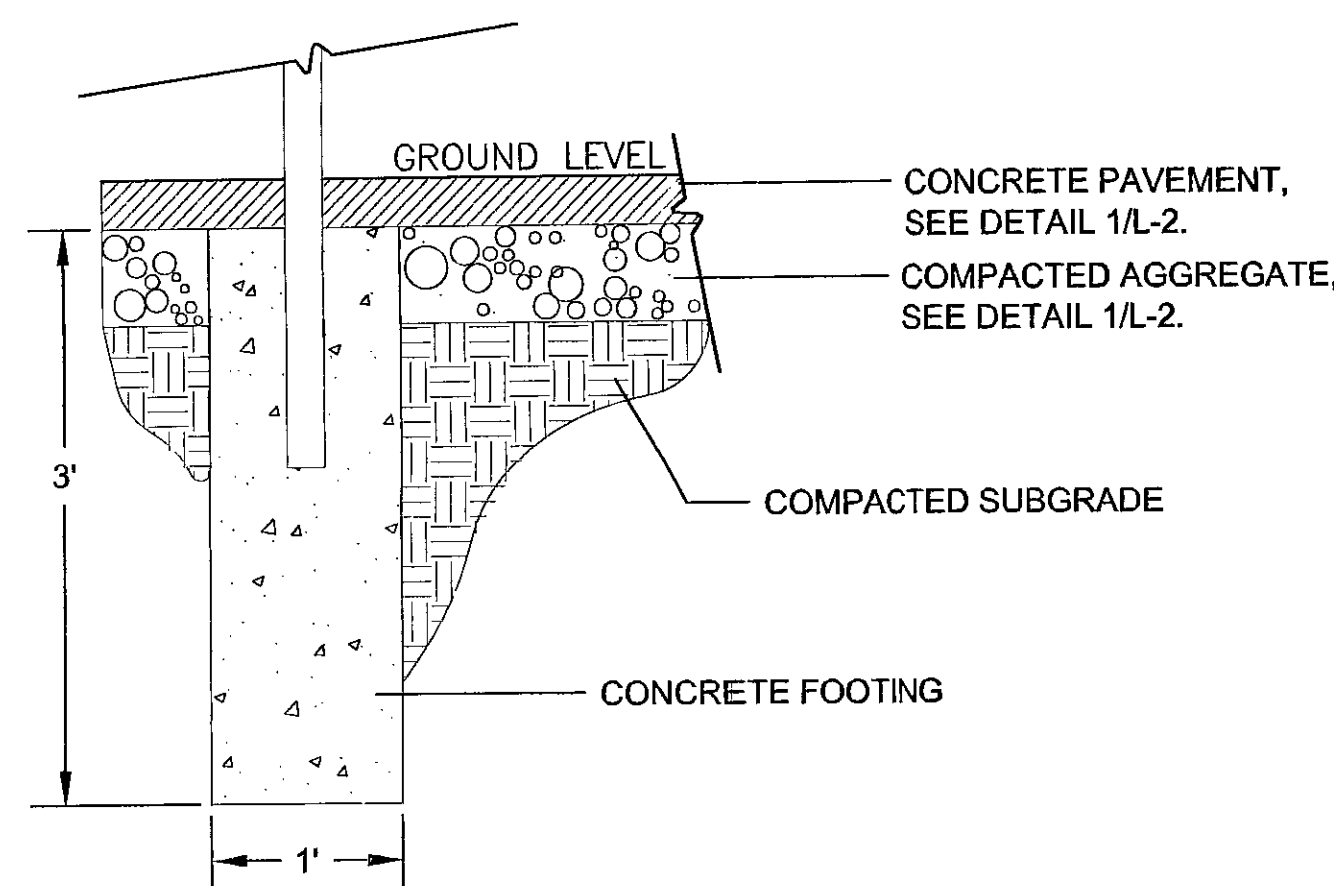 GROUND LEVEL
CONCRETE PAVEMENT,
SEE DETAIL 1/L-2.
COMPACTED AGGREGATE,
SEE DETAIL 1/L-2.
3'
COMPACTED SUBGRADE
CONCRETE FOOTING
1'